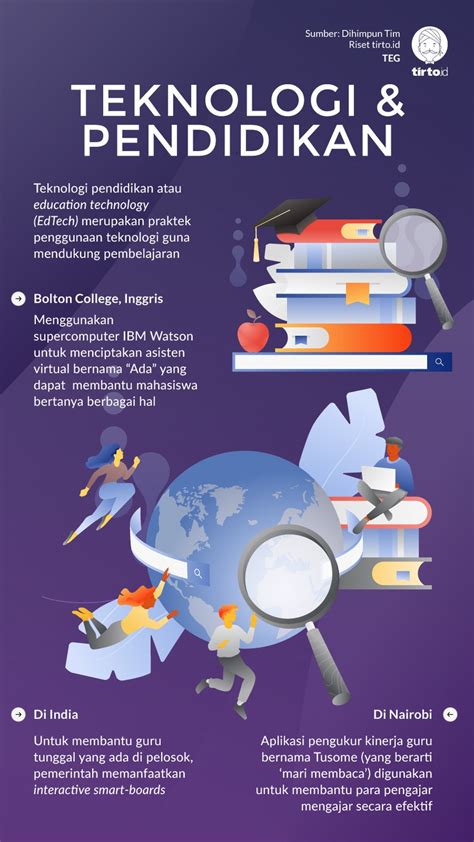 Sumber: Dihimpun Tim
Riset tirto.id
TEG
tirto.id
TEKNOLOGI &
PENDIDIKAN
Teknologi pendidikan atau
education technology
(EdTech) merupakan praktek
penggunaan teknologi guna
mendukung pembelajaran
Bolton College, Inggris
Menggunakan
supercomputer IBM Watson
untuk menciptakan asisten
virtual bernama “Ada” yang
dapat membantu mahasiswa
bertanya berbagai hal
Di India
Untuk membantu guru
tunggal yang ada di pelosok,
pemerintah memanfaatkan
interactive smart-boards
Di Nairobi
Aplikasi pengukur kinerja guru
bernama Tusome (yang berarti
‘mari membaca’) digunakan
untuk membantu para pengajar
mengajar secara efektif